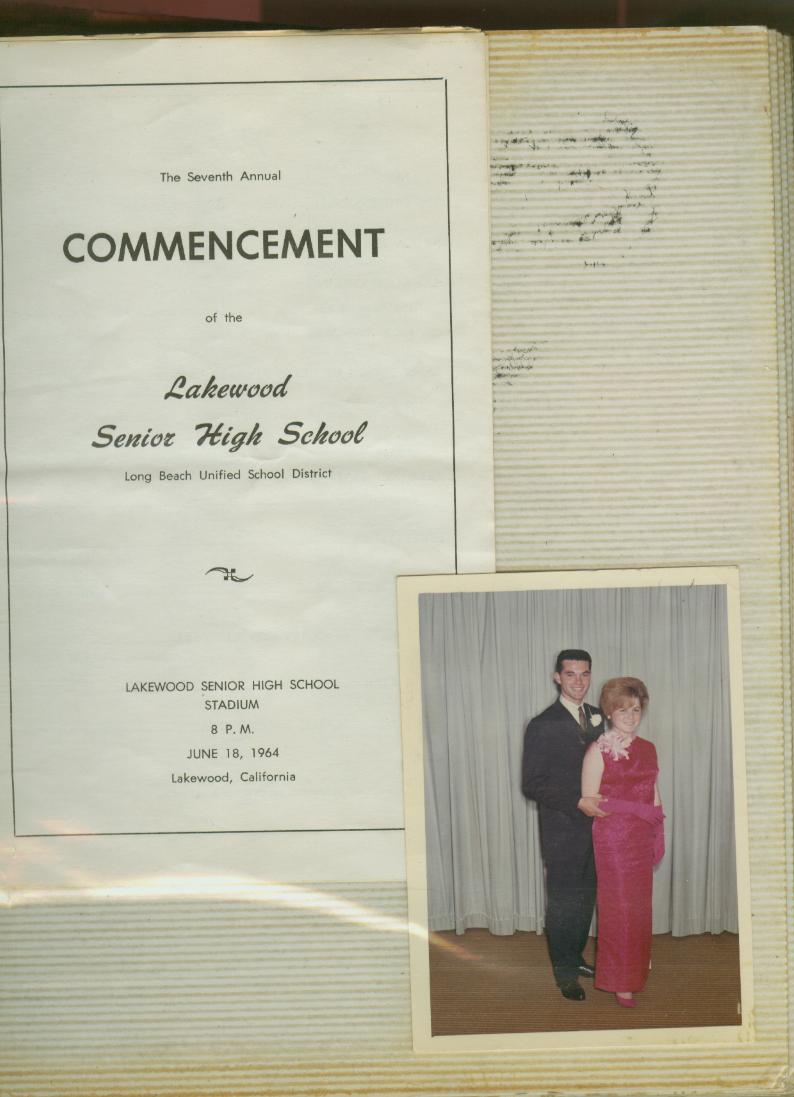 The Seventh Annual
COMMENCEMENT
of the
Lakewood
Senior High School
Long Beach Unified School District
LAKEWOOD SENIOR HIGH SCHOOL
STADIUM
8 P. M.
JUNE 18, 1964
Lakewood, California